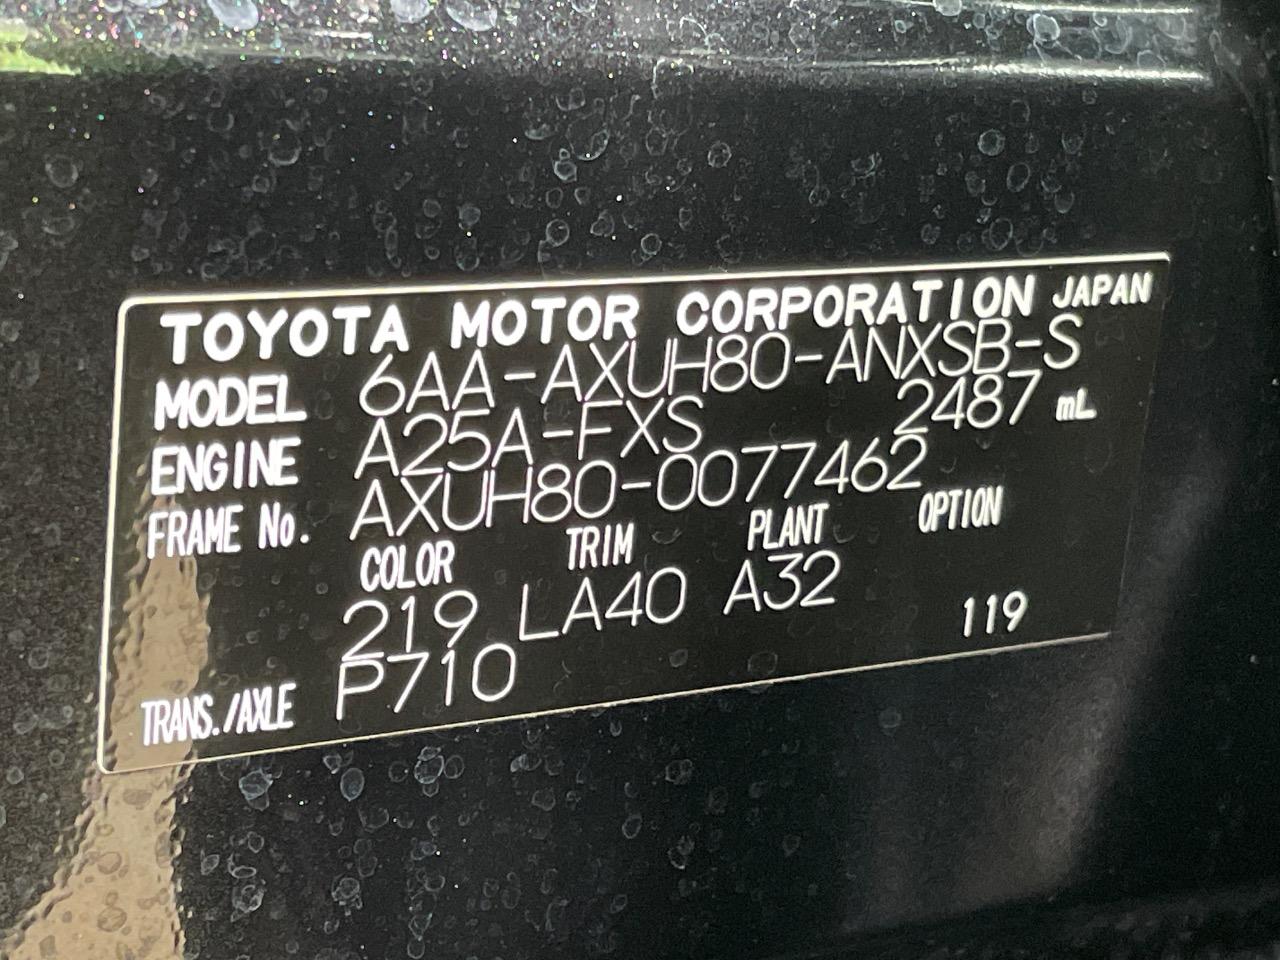 TOYOTA MOTOR CORPORATION JAPAN
MODEL 6AA-AXUH80-ANXSB-S
ENGINE A25A-FXS 2487 mL
FRAME No. AXUH80-0077462
COLOR TRIM PLANT OPTION
219 LA40 A32
119
TRANS./AXLE P710